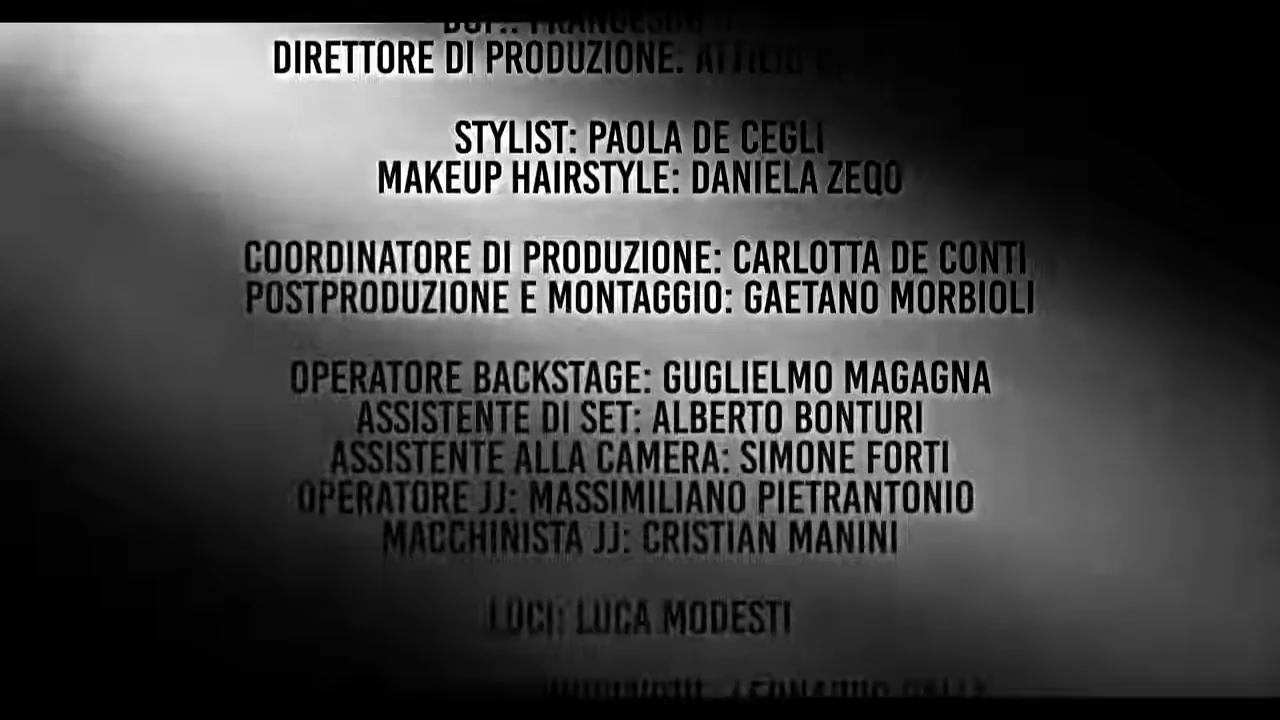 DIRETTORE DI PRODUZIONE: ATTILIO
STYLIST: PAOLA DE CEGLI
MAKEUP HAIRSTYLE: DANIELA ZEQO
COORDINATORE DI PRODUZIONE: CARLOTTA DE CONTI
POSTPRODUZIONE E MONTAGGIO: GAETANO MORBIOLI
OPERATORE BACKSTAGE: GUGLIELMO MAGAGNA
ASSISTENTE DI SET: ALBERTO BONTURI
ASSISTENTE ALLA CAMERA: SIMONE FORTI
OPERATORE JJ: MASSIMILIANO PIETRANTONIO
MACCHINISTA JJ: CRISTIAN MANINI
LUCI: LUCA MODESTI